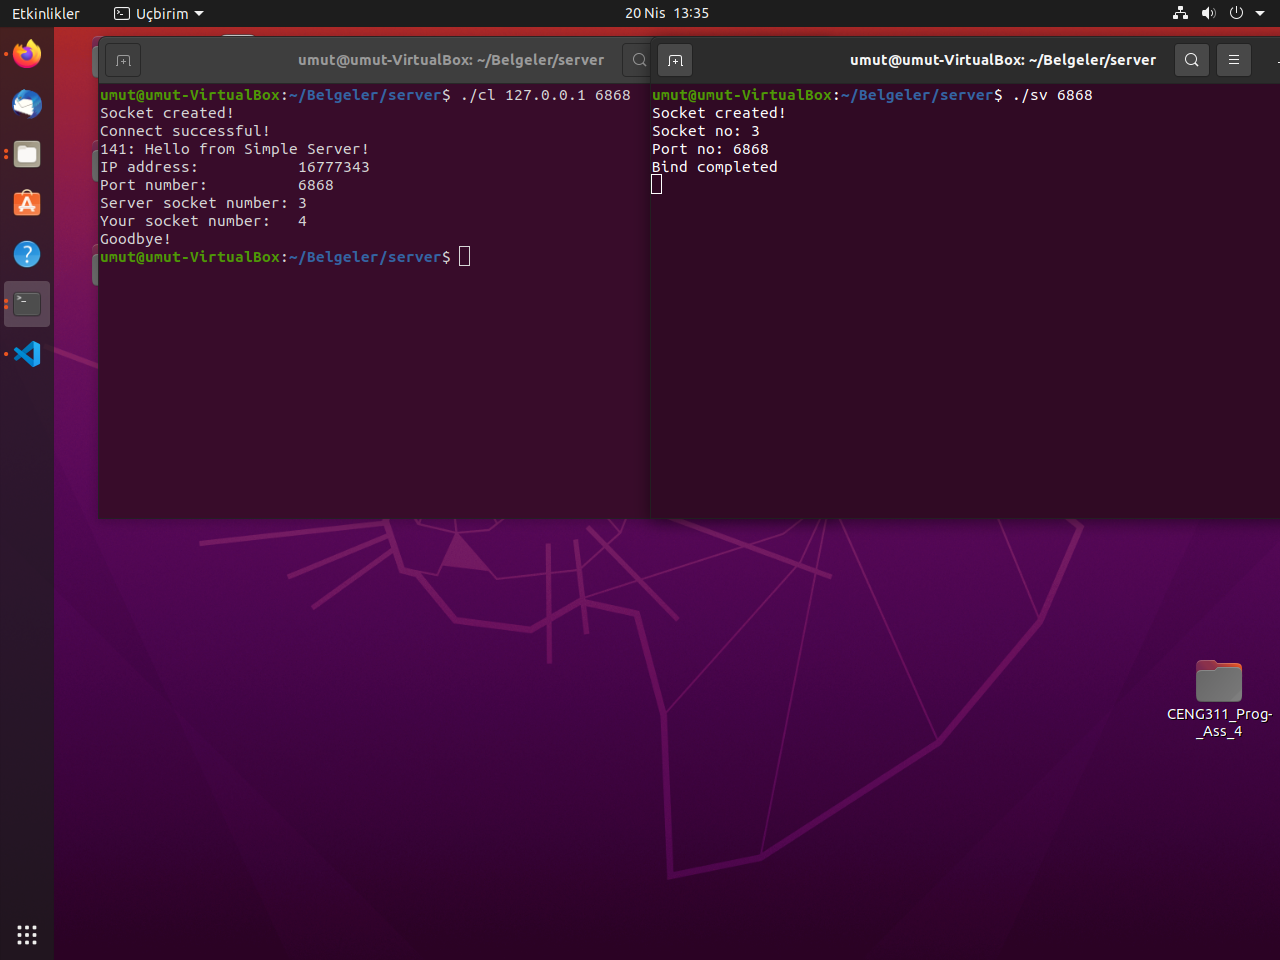 Etkinlikler
Uçbirim
20 Nis 13:35
umut@umut-VirtualBox: ~/Belgeler/server
umut@umut-VirtualBox:~/Belgeler/server$ ./cl 127.0.0.1 6868
Socket created!
Connect successful!
141: Hello from Simple Server!
IP address:           16777343
Port number:          6868
Server socket number: 3
Your socket number:   4
Goodbye!
umut@umut-VirtualBox:~/Belgeler/server$
umut@umut-VirtualBox: ~/Belgeler/server
umut@umut-VirtualBox:~/Belgeler/server$ ./sv 6868
Socket created!
Socket no: 3
Port no: 6868
Bind completed
CENG311_Prog-
_Ass_4